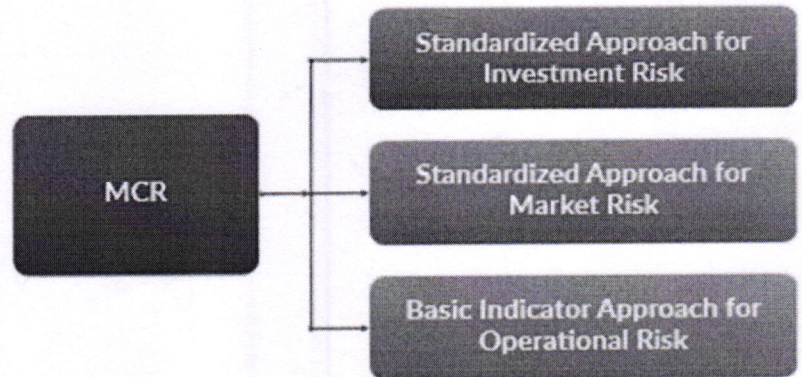 Standardized Approach for
Investment Risk
MCR
Standardized Approach for
Market Risk
Basic Indicator Approach for
Operational Risk